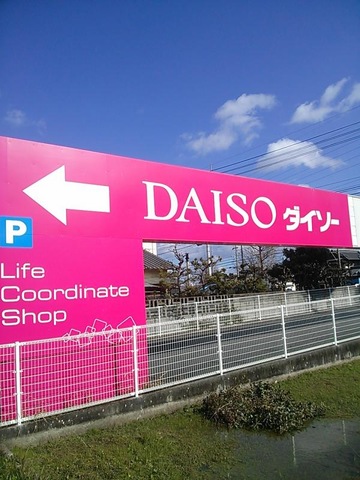 DAISO ダイソー
P
Life
Coordinate
Shop